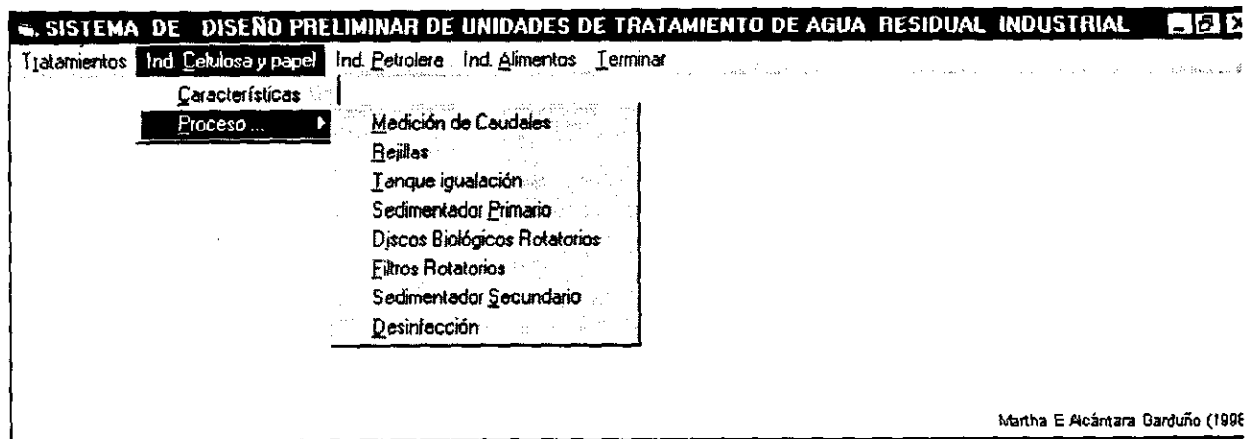 SISTEMA DE DISEÑO PRELIMINAR DE UNIDADES DE TRATAMIENTO DE AGUA RESIDUAL INDUSTRIAL
Tratamientos Ind. Celulosa y papel Ind. Petrolera Ind. Alimentos Terminar
Características
Proceso ...
Medición de Caudales
Rejillas
Tanque igualación
Sedimentador Primario
Discos Biológicos Rotatorios
Filtros Rotatorios
Sedimentador Secundario
Desinfección
Martha E Alcántara Garduño (1998